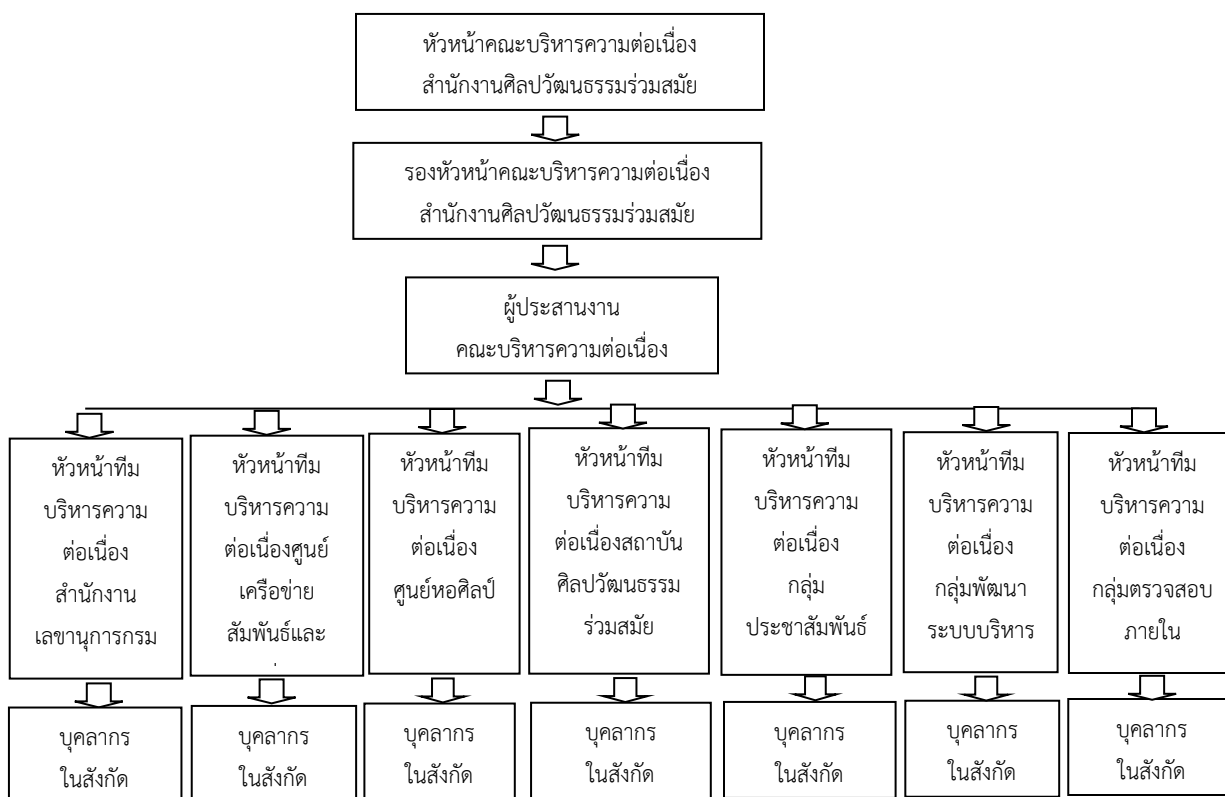 หัวหน้าคณะบริหารความต่อเนื่อง
สำนักงานศิลปวัฒนธรรมร่วมสมัย
รองหัวหน้าคณะบริหารความต่อเนื่อง
สำนักงานศิลปวัฒนธรรมร่วมสมัย
ผู้ประสานงาน
คณะบริหารความต่อเนื่อง
หัวหน้าทีม
บริหารความ
ต่อเนื่อง
สำนักงาน
เลขานุการกรม
หัวหน้าทีม
บริหารความ
ต่อเนื่องศูนย์
เครือข่าย
สัมพันธ์และ
หัวหน้าทีม
บริหารความ
ต่อเนื่อง
ศูนย์หอศิลป์
หัวหน้าทีม
บริหารความ
ต่อเนื่องสถาบัน
ศิลปวัฒนธรรม
ร่วมสมัย
หัวหน้าทีม
บริหารความ
ต่อเนื่อง
กลุ่ม
ประชาสัมพันธ์
หัวหน้าทีม
บริหารความ
ต่อเนื่อง
กลุ่มพัฒนา
ระบบบริหาร
หัวหน้าทีม
บริหารความ
ต่อเนื่อง
กลุ่มตรวจสอบ
ภายใน
บุคลากร
ในสังกัด
บุคลากร
ในสังกัด
บุคลากร
ในสังกัด
บุคลากร
ในสังกัด
บุคลากร
ในสังกัด
บุคลากร
ในสังกัด
บุคลากร
ในสังกัด